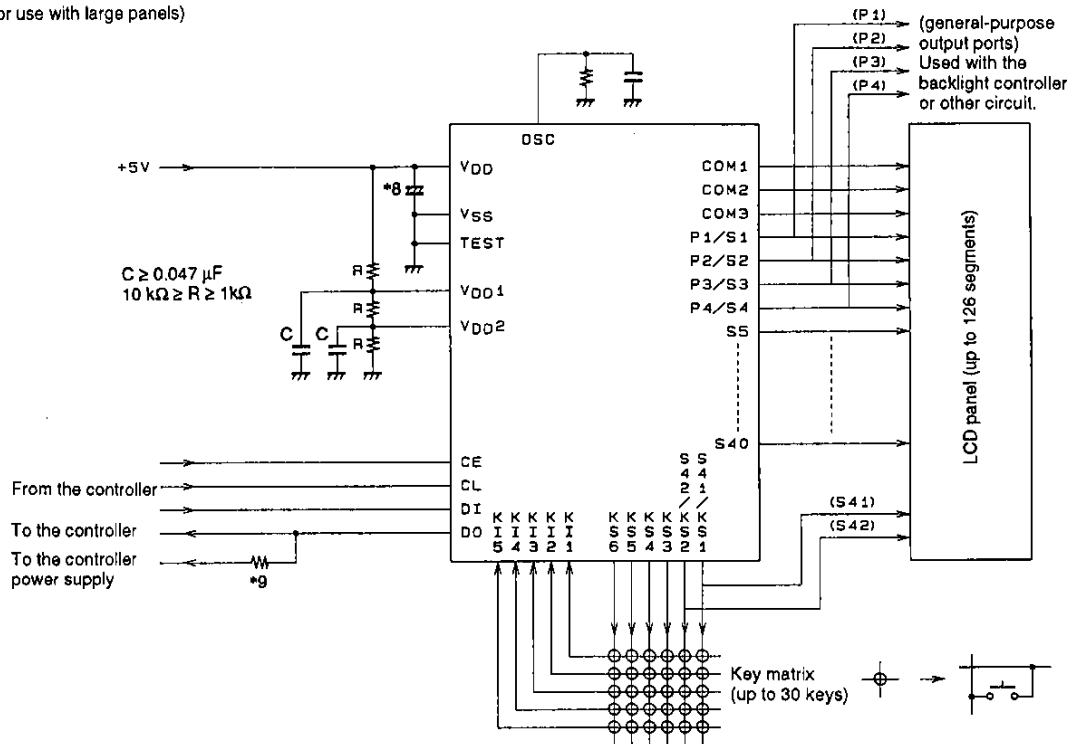 or use with large panels)
(P1)
(P2)
(P3)
(P4)
(general-purpose
output ports)
Used with the
backlight controller
or other circuit.
OSC
+5V
*8
VDD
VSS
TEST
VDD1
VDD2
C ≥ 0.047 μF
10 kΩ ≥ R ≥ 1kΩ
R
R
R
C
C
COM1
COM2
COM3
P1/S1
P2/S2
P3/S3
P4/S4
S5
S40
LCD panel (up to 126 segments)
CE
CL
DI
DO
From the controller
To the controller
To the controller
power supply
*9
KI5
KI4
KI3
KI2
KI1
KS6
KS5
KS4
KS3
S42/KS2
S41/KS1
(S41)
(S42)
Key matrix
(up to 30 keys)